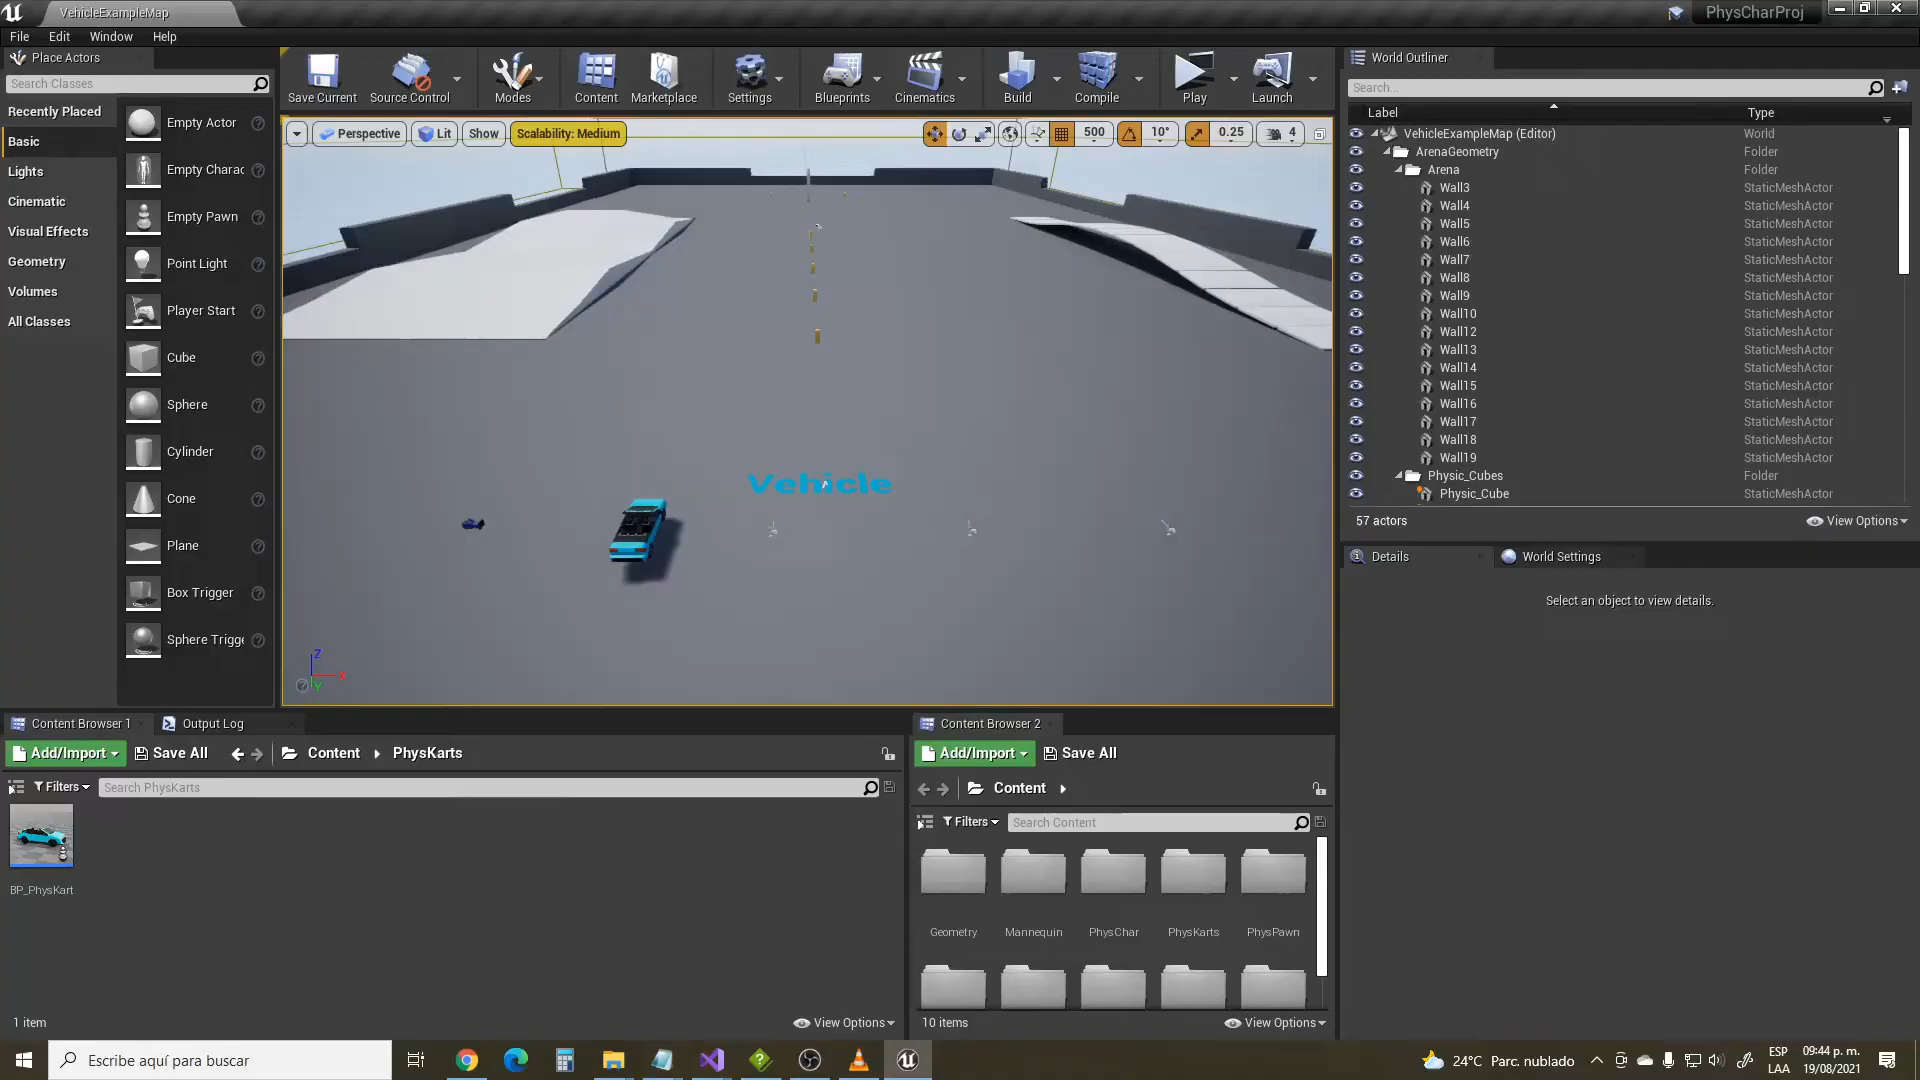 VehicleExampleMap
PhysCharProj
File Edit Window Help
Place Actors
Search Classes
Recently Placed
Basic
Lights
Cinematic
Visual Effects
Geometry
Volumes
All Classes
Empty Actor
Empty Charac
Empty Pawn
Point Light
Player Start
Cube
Sphere
Cylinder
Cone
Plane
Box Trigger
Sphere Trigge
Save Current
Source Control
Modes
Content
Marketplace
Settings
Blueprints
Cinematics
Build
Compile
Play
Launch
Perspective
Lit
Show
Scalability: Medium
500
10°
0.25
4
Vehicle
Z
X
Y
World Outliner
Search...
Label Type
VehicleExampleMap (Editor) World
ArenaGeometry Folder
Arena Folder
Wall3 StaticMeshActor
Wall4 StaticMeshActor
Wall5 StaticMeshActor
Wall6 StaticMeshActor
Wall7 StaticMeshActor
Wall8 StaticMeshActor
Wall9 StaticMeshActor
Wall10 StaticMeshActor
Wall12 StaticMeshActor
Wall13 StaticMeshActor
Wall14 StaticMeshActor
Wall15 StaticMeshActor
Wall16 StaticMeshActor
Wall17 StaticMeshActor
Wall18 StaticMeshActor
Wall19 StaticMeshActor
Physic_Cubes Folder
Physic_Cube StaticMeshActor
57 actors
View Options
Details
World Settings
Select an object to view details.
Content Browser 1
Output Log
Add/Import
Save All
Content
PhysKarts
Filters
Search PhysKarts
BP_PhysKart
1 item
View Options
Content Browser 2
Add/Import
Save All
Content
Filters
Search Content
Geometry
Mannequin
PhysChar
PhysKarts
PhysPawn
10 items
View Options
Escribe aquí para buscar
24°C Parc. nublado
ESP
LAA
09:44 p. m.
19/08/2021